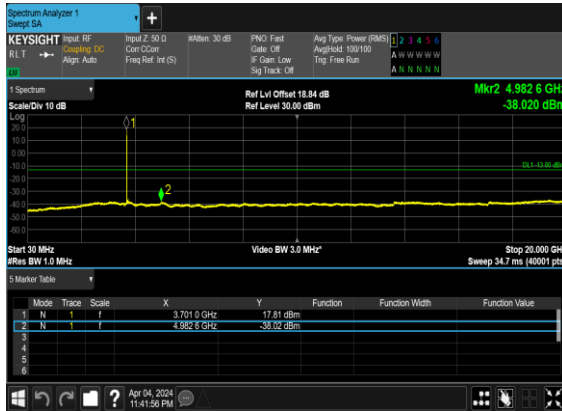 Spectrum Analyzer 1
Swept SA
+
KEYSIGHT Input: RF Input Z: 50 Ω #Atten: 30 dB PNO: Fast Avg Type: Power (RMS) 1 2 3 4 5 6
RLT Coupling: DC Corr CCorr Gate: Off Avg|Hold: 100/100 A W W W W W
Align: Auto Freq Ref: Int (S) IF Gain: Low Trig: Free Run
Sig Track: Off A N N N N N
1 Spectrum
Scale/Div 10 dB Ref Lvl Offset 18.84 dB Mkr2 4.982 6 GHz
Ref Level 30.00 dBm -38.020 dBm
Log
20.0
10.0
0.00
-10.0
-20.0
-30.0
-40.0
-50.0
-60.0
1
2
DL1 -13.00 dBm
Start 30 MHz Video BW 3.0 MHz* Stop 20.000 GH
#Res BW 1.0 MHz Sweep 34.7 ms (40001 pts
5 Marker Table
Mode Trace Scale X Y Function Function Width Function Value
1 N 1 f 3.701 0 GHz 17.81 dBm
2 N 1 f 4.982 6 GHz -38.02 dBm
3
4
5
6
? Apr 04, 2024
11:41:56 PM